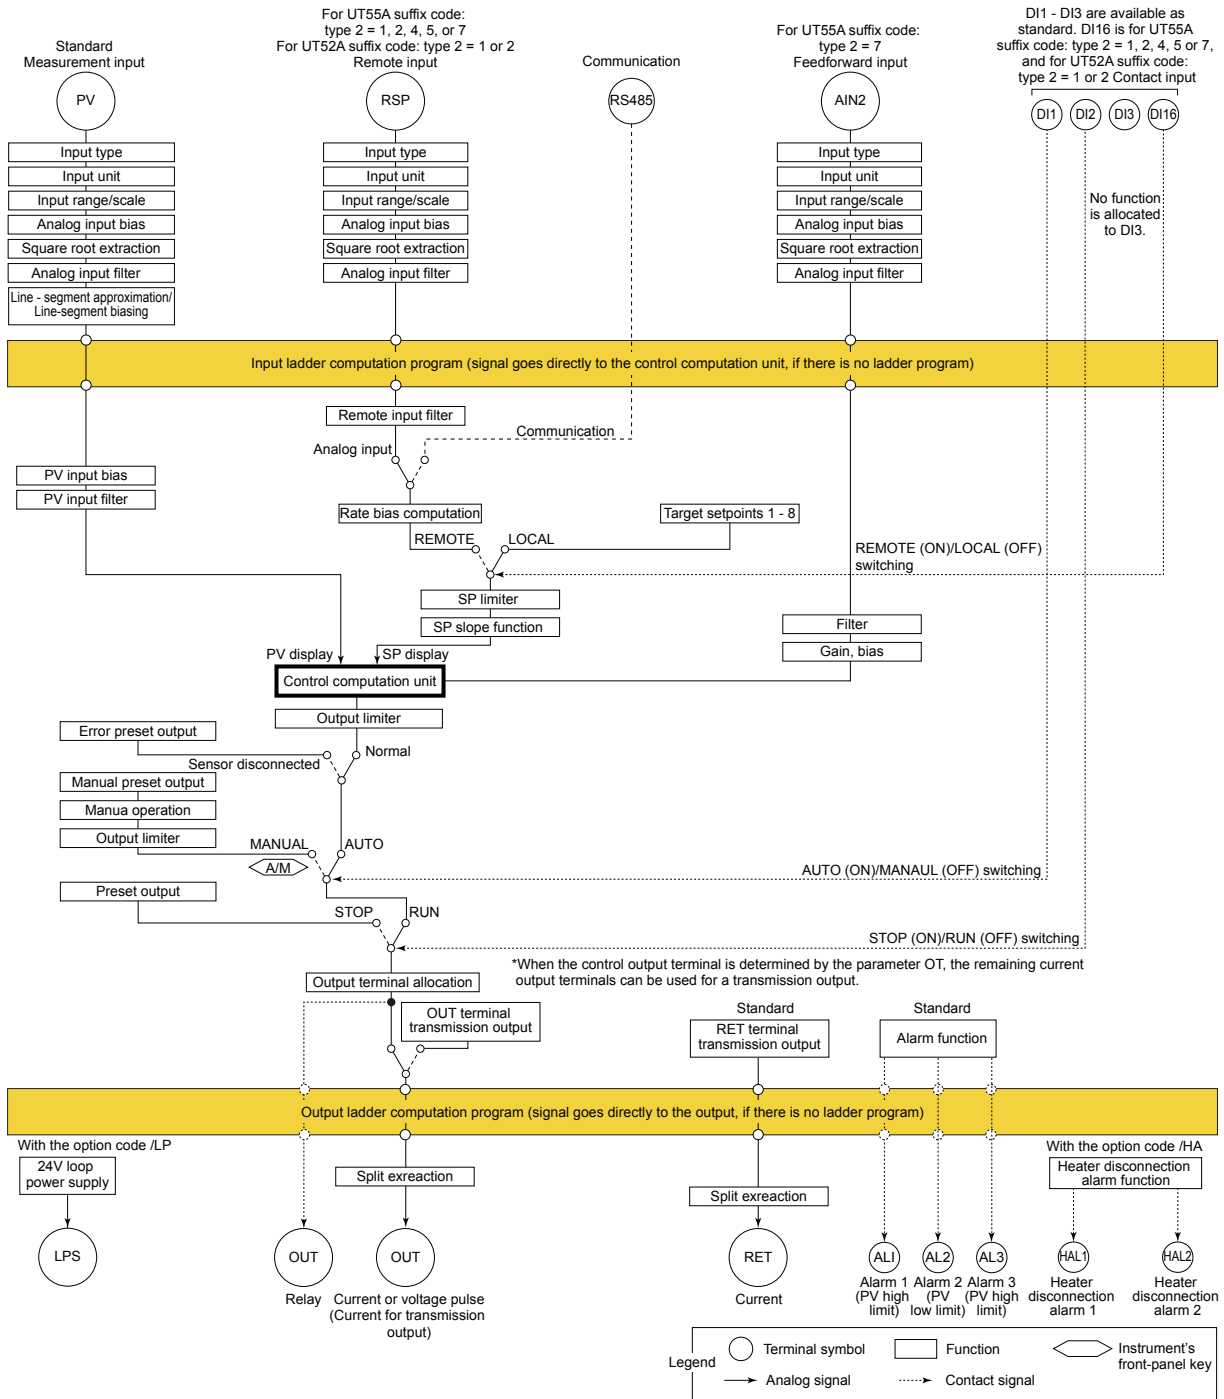 For UT55A suffix code:
type 2 = 1, 2, 4, 5, or 7
For UT52A suffix code: type 2 = 1 or 2
Remote input
Standard
Measurement input
Communication
For UT55A suffix code:
type 2 = 7
Feedforward input
DI1 - DI3 are available as
standard. DI16 is for UT55A
suffix code: type 2 = 1, 2, 4, 5 or 7,
and for UT52A suffix code:
type 2 = 1 or 2 Contact input
PV
RSP
RS485
AIN2
DI1
DI2
DI3
DI16
Input type
Input unit
Input range/scale
Analog input bias
Square root extraction
Analog input filter
Line - segment approximation/
Line-segment biasing
Input type
Input unit
Input range/scale
Analog input bias
Square root extraction
Analog input filter
Input type
Input unit
Input range/scale
Analog input bias
Square root extraction
Analog input filter
No function
is allocated
to DI3.
Input ladder computation program (signal goes directly to the control computation unit, if there is no ladder program)
Remote input filter
Communication
Analog input
PV input bias
PV input filter
Rate bias computation
Target setpoints 1 - 8
REMOTE
LOCAL
REMOTE (ON)/LOCAL (OFF)
switching
SP limiter
SP slope function
Filter
Gain, bias
PV display
SP display
Control computation unit
Output limiter
Error preset output
Normal
Sensor disconnected
Manual preset output
Manua operation
Output limiter
MANUAL
AUTO
A/M
AUTO (ON)/MANAUL (OFF) switching
Preset output
STOP
RUN
STOP (ON)/RUN (OFF) switching
*When the control output terminal is determined by the parameter OT, the remaining current
output terminals can be used for a transmission output.
Output terminal allocation
OUT terminal
transmission output
Standard
RET terminal
transmission output
Standard
Alarm function
Output ladder computation program (signal goes directly to the output, if there is no ladder program)
With the option code /LP
24V loop
power supply
Split exreaction
Split exreaction
With the option code /HA
Heater disconnection
alarm function
LPS
OUT
OUT
RET
ALI
AL2
AL3
HAL1
HAL2
Relay
Current or voltage pulse
(Current for transmission
output)
Current
Alarm 1
(PV high
limit)
Alarm 2
(PV
low limit)
Alarm 3
(PV high
limit)
Heater
disconnection
alarm 1
Heater
disconnection
alarm 2
Legend
Terminal symbol
Function
Instrument's
front-panel key
Analog signal
Contact signal